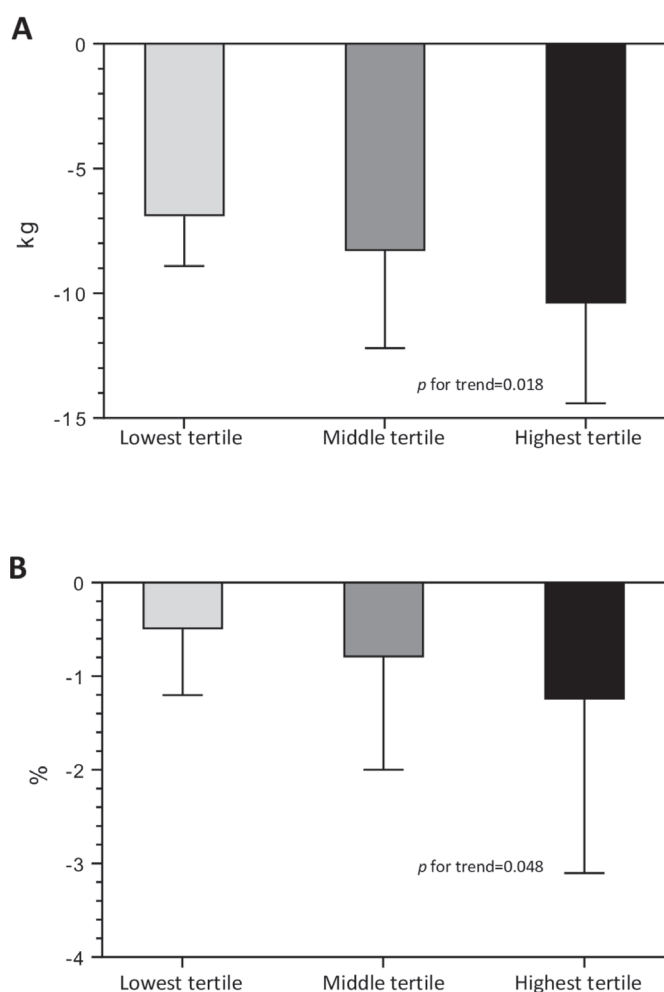 A
0
-5
kg
-10
p for trend=0.018
-15
Lowest tertile Middle tertile Highest tertile
B
0
-1
-2
%
-3
p for trend=0.048
-4
Lowest tertile Middle tertile Highest tertile